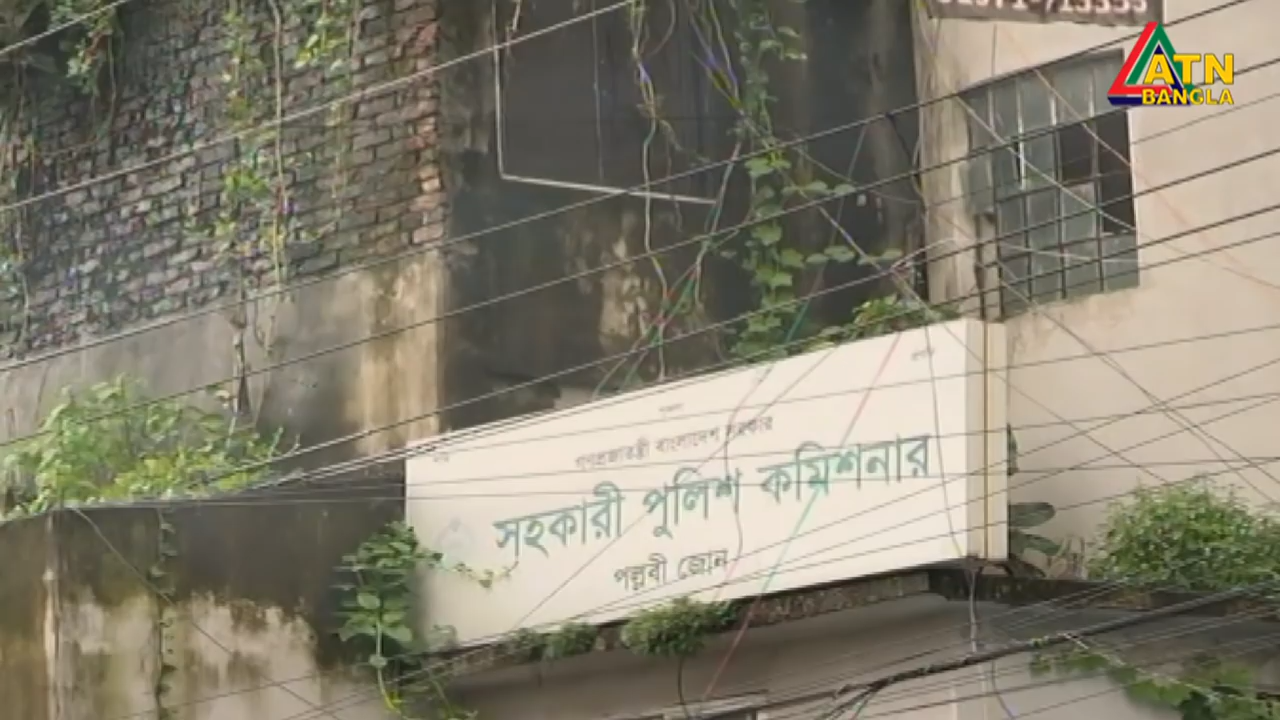 ATN
BANGLA
গণপ্রজাতন্ত্রী বাংলাদেশ সরকার
সহকারী পুলিশ কমিশনার
পল্লবী জোন